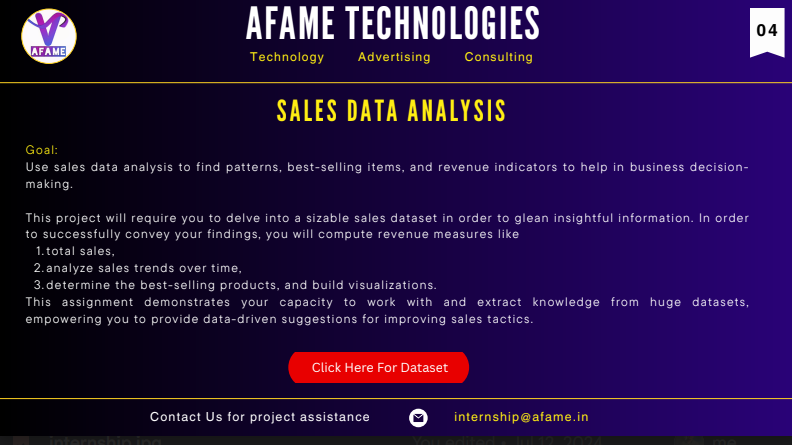 AFAME TECHNOLOGIES
04
AFAME
Technology Advertising Consulting
SALES DATA ANALYSIS
Goal:
Use sales data analysis to find patterns, best-selling items, and revenue indicators to help in business decision-
making.
This project will require you to delve into a sizable sales dataset in order to glean insightful information. In order
to successfully convey your findings, you will compute revenue measures like
1.total sales,
2.analyze sales trends over time,
3.determine the best-selling products, and build visualizations.
This assignment demonstrates your capacity to work with and extract knowledge from huge datasets,
empowering you to provide data-driven suggestions for improving sales tactics.
Click Here For Dataset
Contact Us for project assistance internship@afame.in